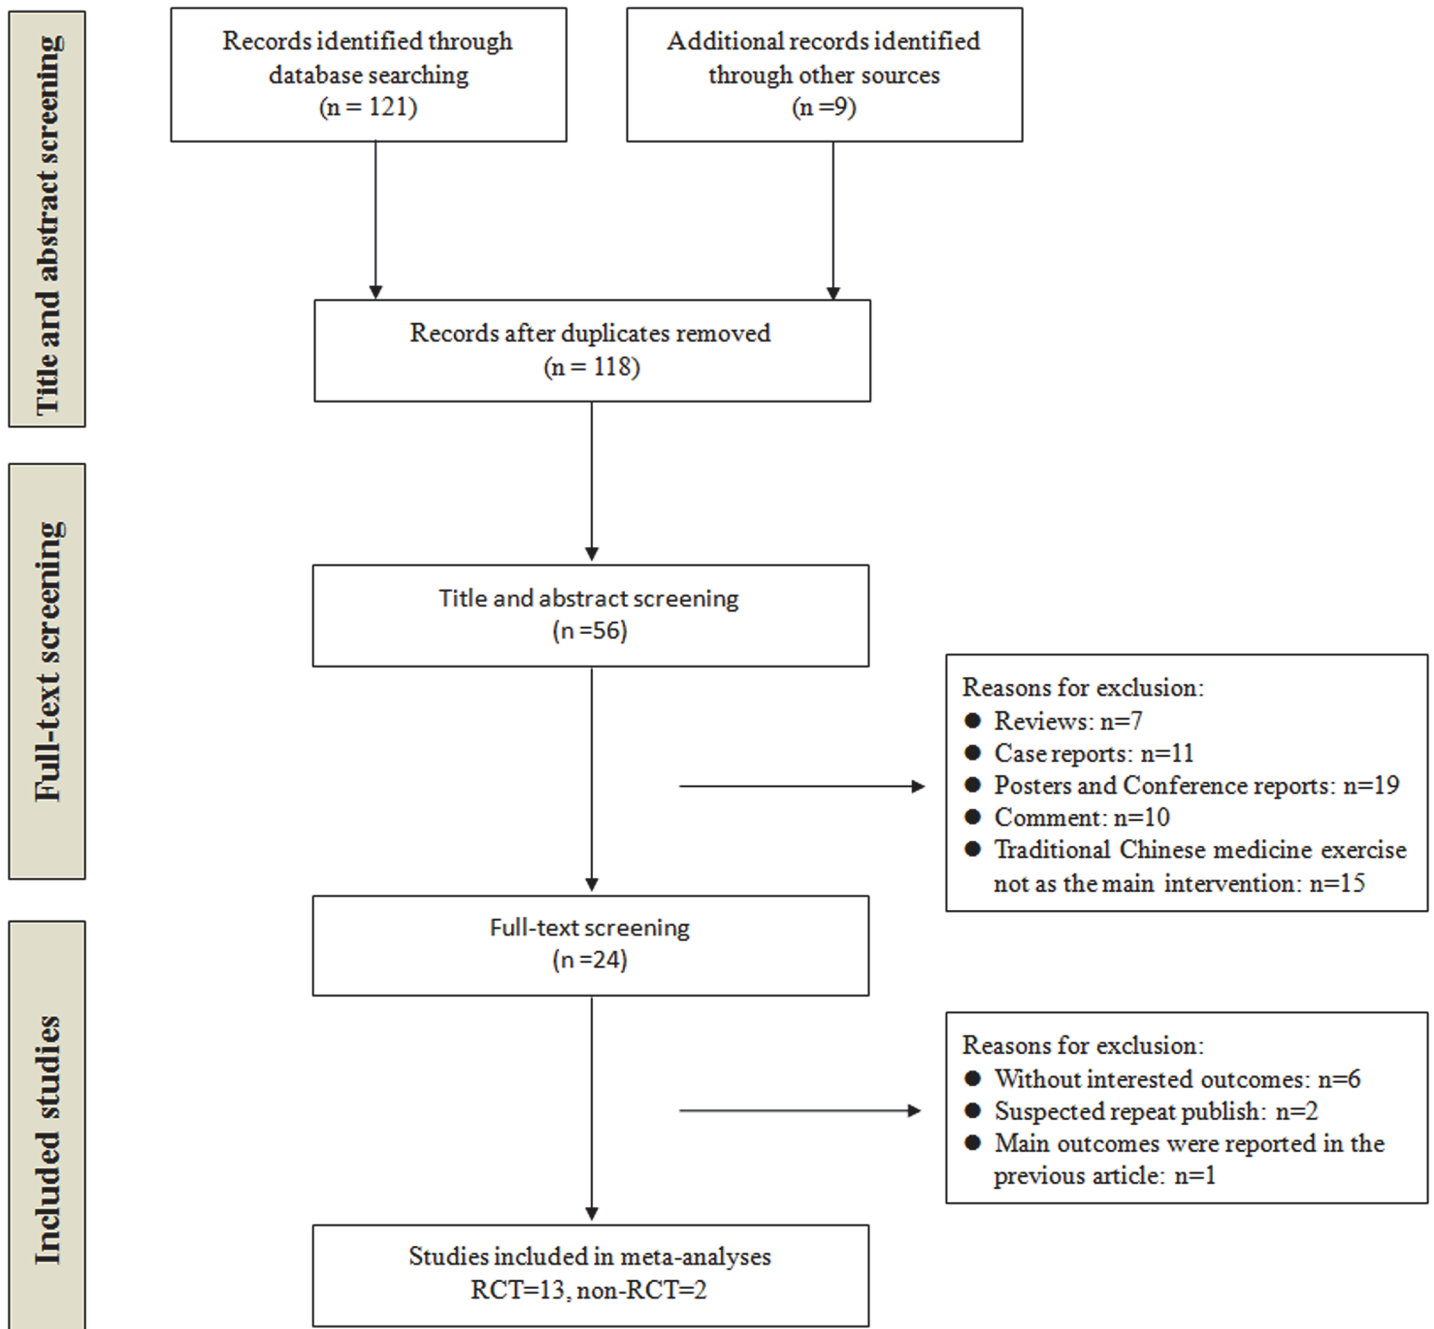 Title and abstract screening
Records identified through
database searching
(n = 121)
Additional records identified
through other sources
(n =9)
Records after duplicates removed
(n = 118)
Full-text screening
Title and abstract screening
(n =56)
Reasons for exclusion:
● Reviews: n=7
● Case reports: n=11
● Posters and Conference reports: n=19
● Comment: n=10
● Traditional Chinese medicine exercise
not as the main intervention: n=15
Full-text screening
(n =24)
Included studies
Reasons for exclusion:
● Without interested outcomes: n=6
● Suspected repeat publish: n=2
● Main outcomes were reported in the
previous article: n=1
Studies included in meta-analyses
RCT=13, non-RCT=2